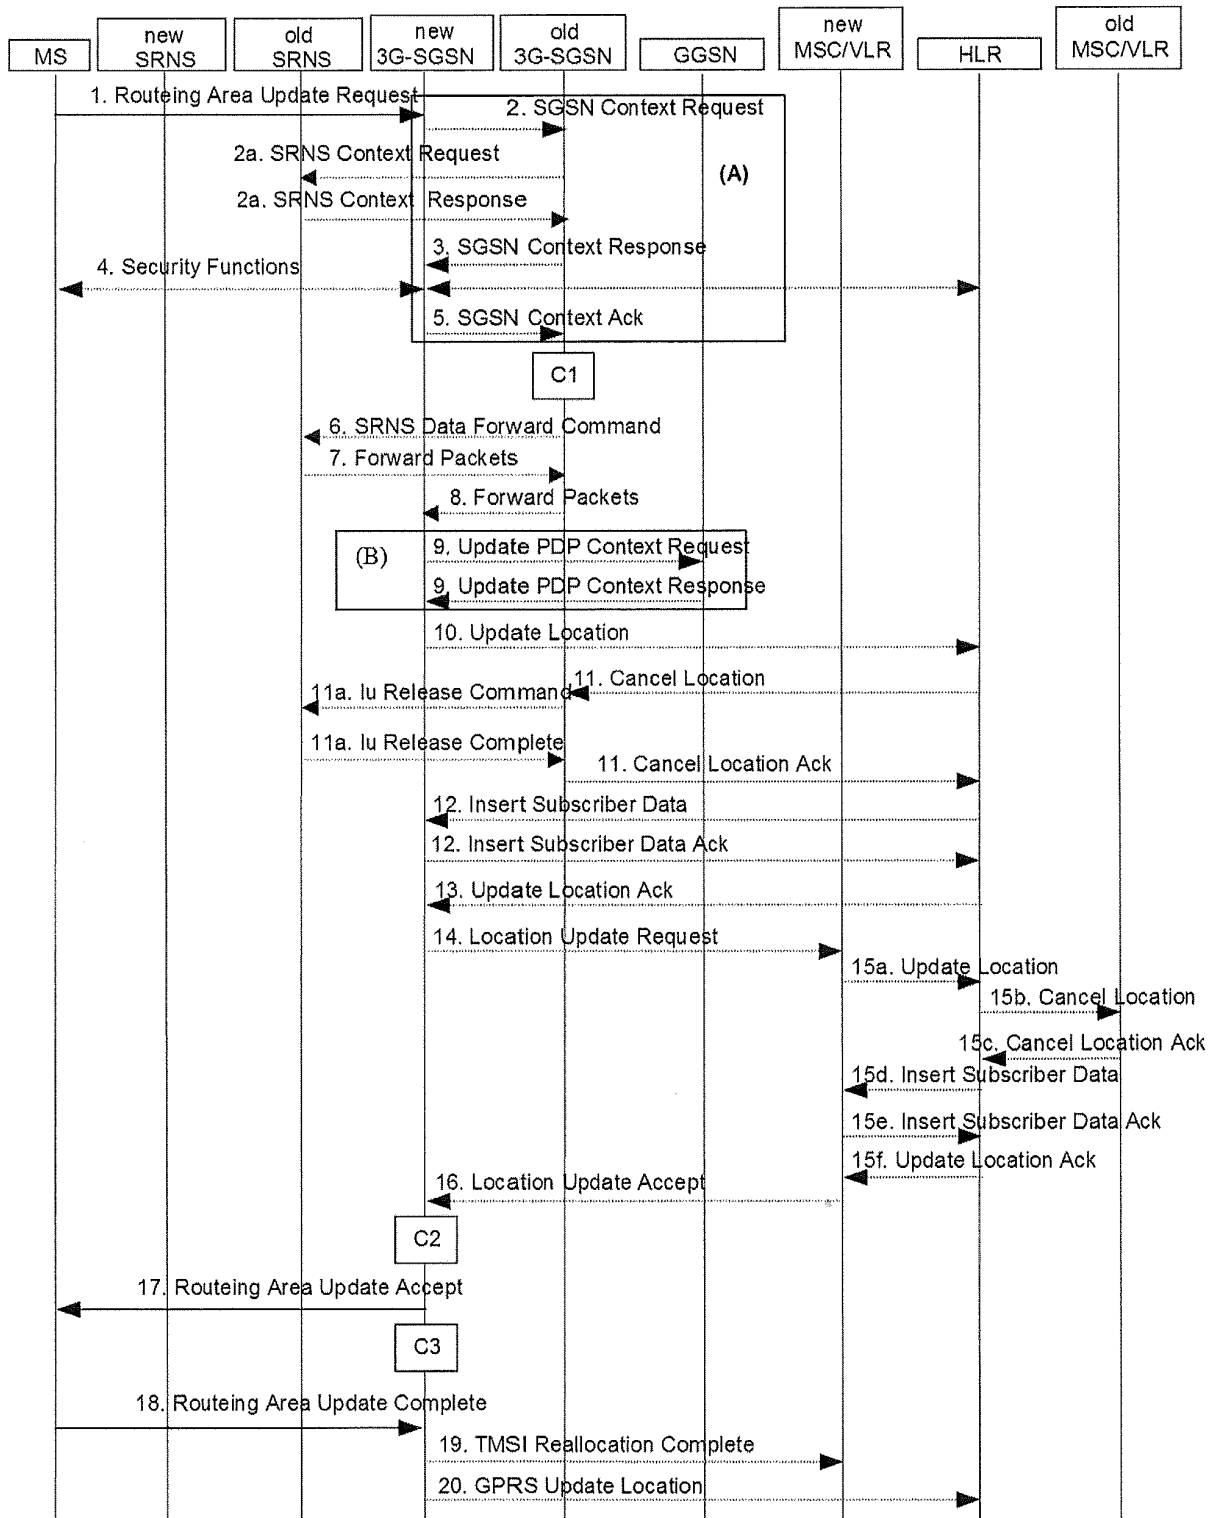 MS
new
SRNS
old
SRNS
new
3G-SGSN
old
3G-SGSN
GGSN
new
MSC/VLR
HLR
old
MSC/VLR
1. Routeing Area Update Request
2. SGSN Context Request
2a. SRNS Context Request
(A)
2a. SRNS Context Response
3. SGSN Context Response
4. Security Functions
5. SGSN Context Ack
C1
6. SRNS Data Forward Command
7. Forward Packets
8. Forward Packets
(B)
9. Update PDP Context Request
9. Update PDP Context Response
10. Update Location
11. Cancel Location
11a. Iu Release Command
11a. Iu Release Complete
11. Cancel Location Ack
12. Insert Subscriber Data
12. Insert Subscriber Data Ack
13. Update Location Ack
14. Location Update Request
15a. Update Location
15b. Cancel Location
15c. Cancel Location Ack
15d. Insert Subscriber Data
15e. Insert Subscriber Data Ack
15f. Update Location Ack
16. Location Update Accept
C2
17. Routeing Area Update Accept
C3
18. Routeing Area Update Complete
19. TMSI Reallocation Complete
20. GPRS Update Location